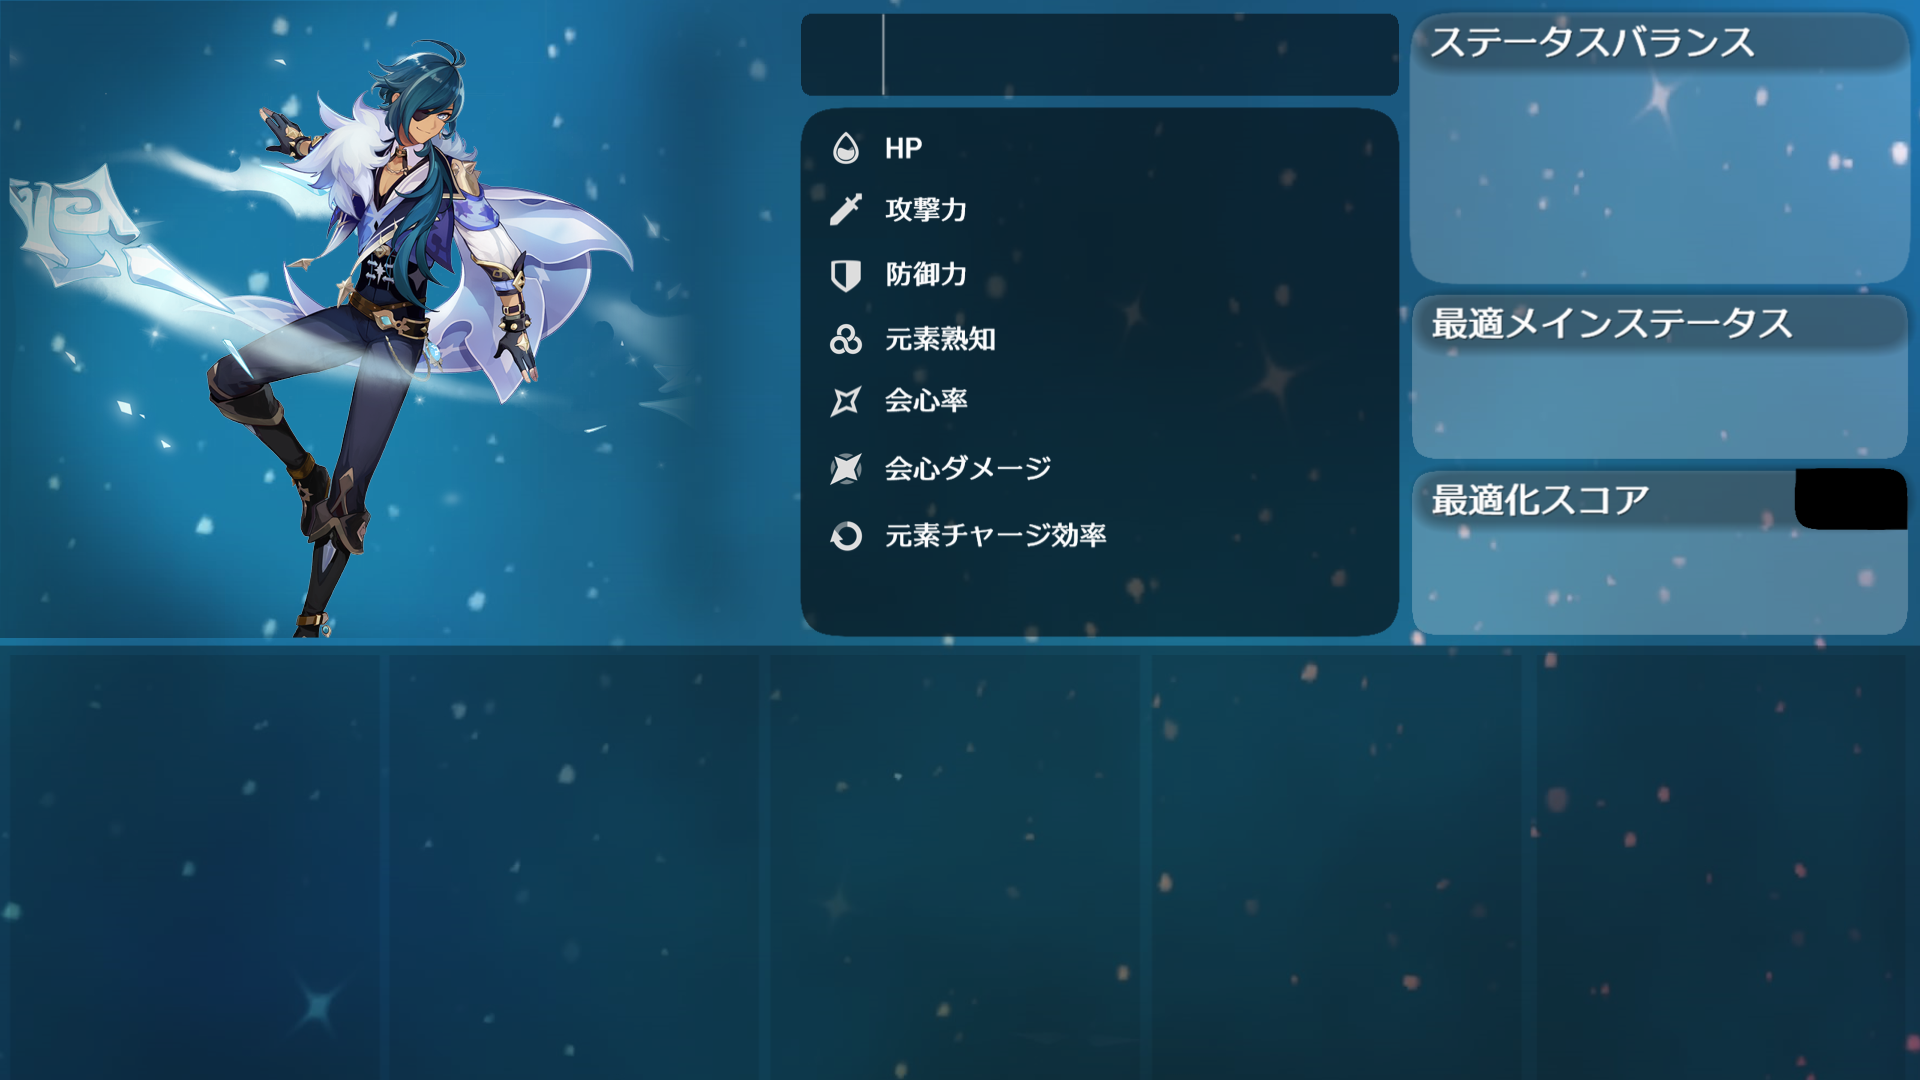 HP
攻撃力
防御力
元素熟知
会心率
会心ダメージ
元素チャージ効率
ステータスバランス
最適メインステータス
最適化スコア